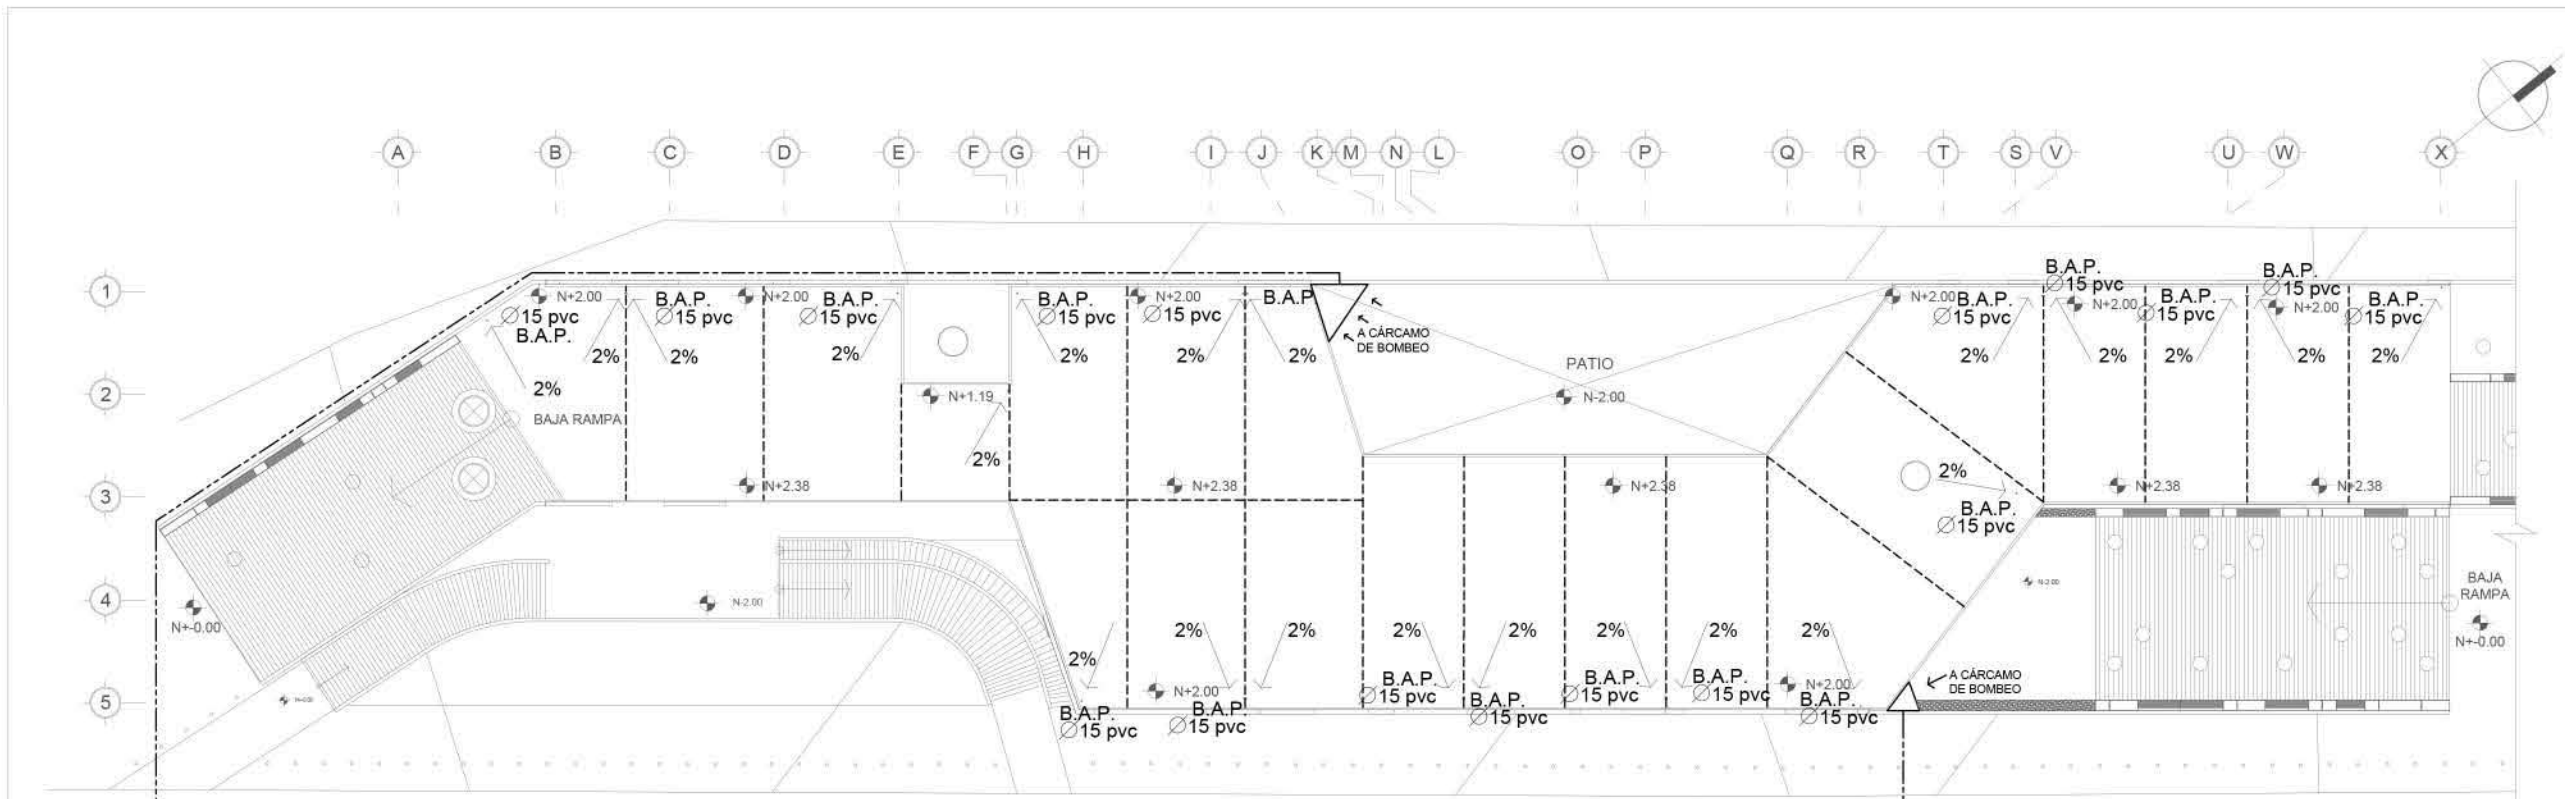 A B C D E F G H I J K M N L O P Q R T S V U W X
1
2
3
4
5
N+2.00
B.A.P.
∅15 pvc
N+2.00
∅15 pvc
B.A.P.
2%
2%
B.A.P.
∅15 pvc
2%
B.A.P.
∅15 pvc
2%
BAJA RAMPA
N+1.19
2%
N+2.38
B.A.P.
∅15 pvc
2%
N+2.00
∅15 pvc
2%
B.A.P
2%
A CÁRCAMO
DE BOMBEO
N+2.38
PATIO
N-2.00
N+2.38
N+2.00
B.A.P.
∅15 pvc
2%
B.A.P.
∅15 pvc
N+2.00
2%
B.A.P.
∅15 pvc
2%
B.A.P.
∅15 pvc
N+2.00
2%
B.A.P.
∅15 pvc
2%
2%
B.A.P.
∅15 pvc
N+2.38
N+2.38
N+-0.00
N-2.00
N-2.00
BAJA
RAMPA
N+-0.00
2%
2%
2%
2%
2%
2%
2%
2%
N+2.00
B.A.P.
∅15 pvc
B.A.P.
∅15 pvc
B.A.P.
∅15 pvc
B.A.P.
∅15 pvc
B.A.P.
∅15 pvc
B.A.P.
∅15 pvc
N+2.00
B.A.P.
∅15 pvc
A CÁRCAMO
DE BOMBEO